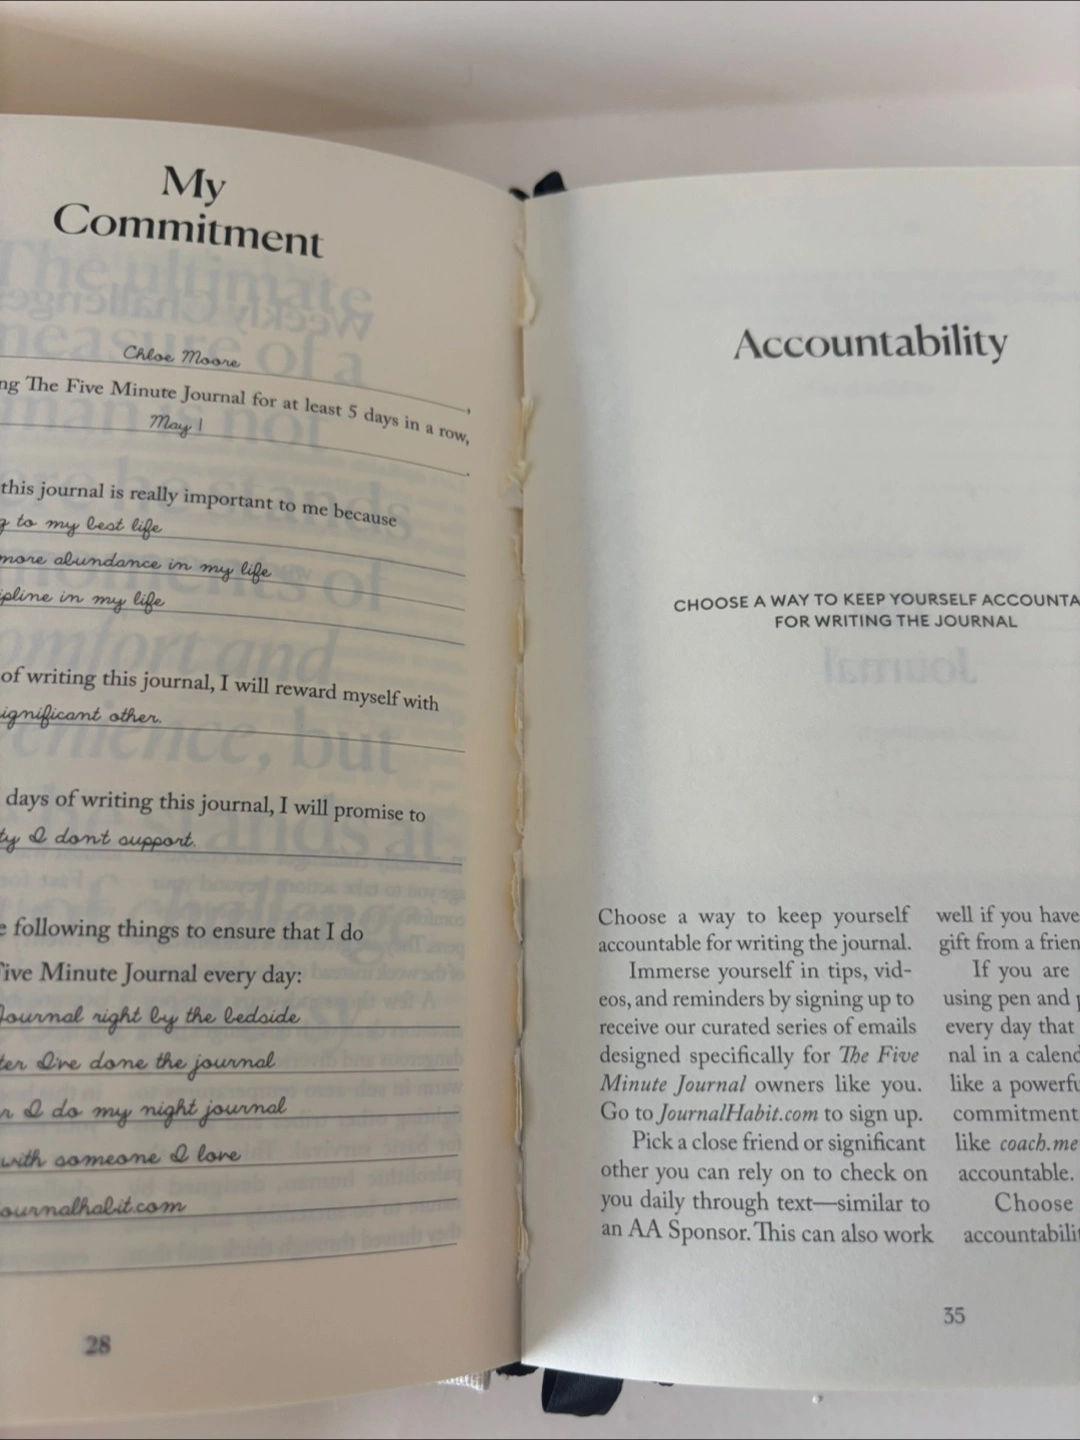 My
Commitment
Chloe Moore
ng The Five Minute Journal for at least 5 days in a row,
May 1
this journal is really important to me because
g to my best life
more abundance in my life
ipline in my life
of writing this journal, I will reward myself with
ignificant other.
days of writing this journal, I will promise to
ty I dont support.
e following things to ensure that I do
Five Minute Journal every day:
Journal right by the bedside
ter I've done the journal
r I do my night journal
with someone I love
journalhabit.com
28
Accountability
CHOOSE A WAY TO KEEP YOURSELF ACCOUNTA
FOR WRITING THE JOURNAL
Choose a way to keep yourself
accountable for writing the journal.
Immerse yourself in tips, vid-
eos, and reminders by signing up to
receive our curated series of emails
designed specifically for The Five
Minute Journal owners like you.
Go to JournalHabit.com to sign up.
Pick a close friend or significant
other you can rely on to check on
you daily through text—similar to
an AA Sponsor. This can also work
well if you have
gift from a frien
If you are
using pen and p
every day that
nal in a calend
like a powerfu
commitment
like coach.me
accountable.
Choose
accountabilit
35